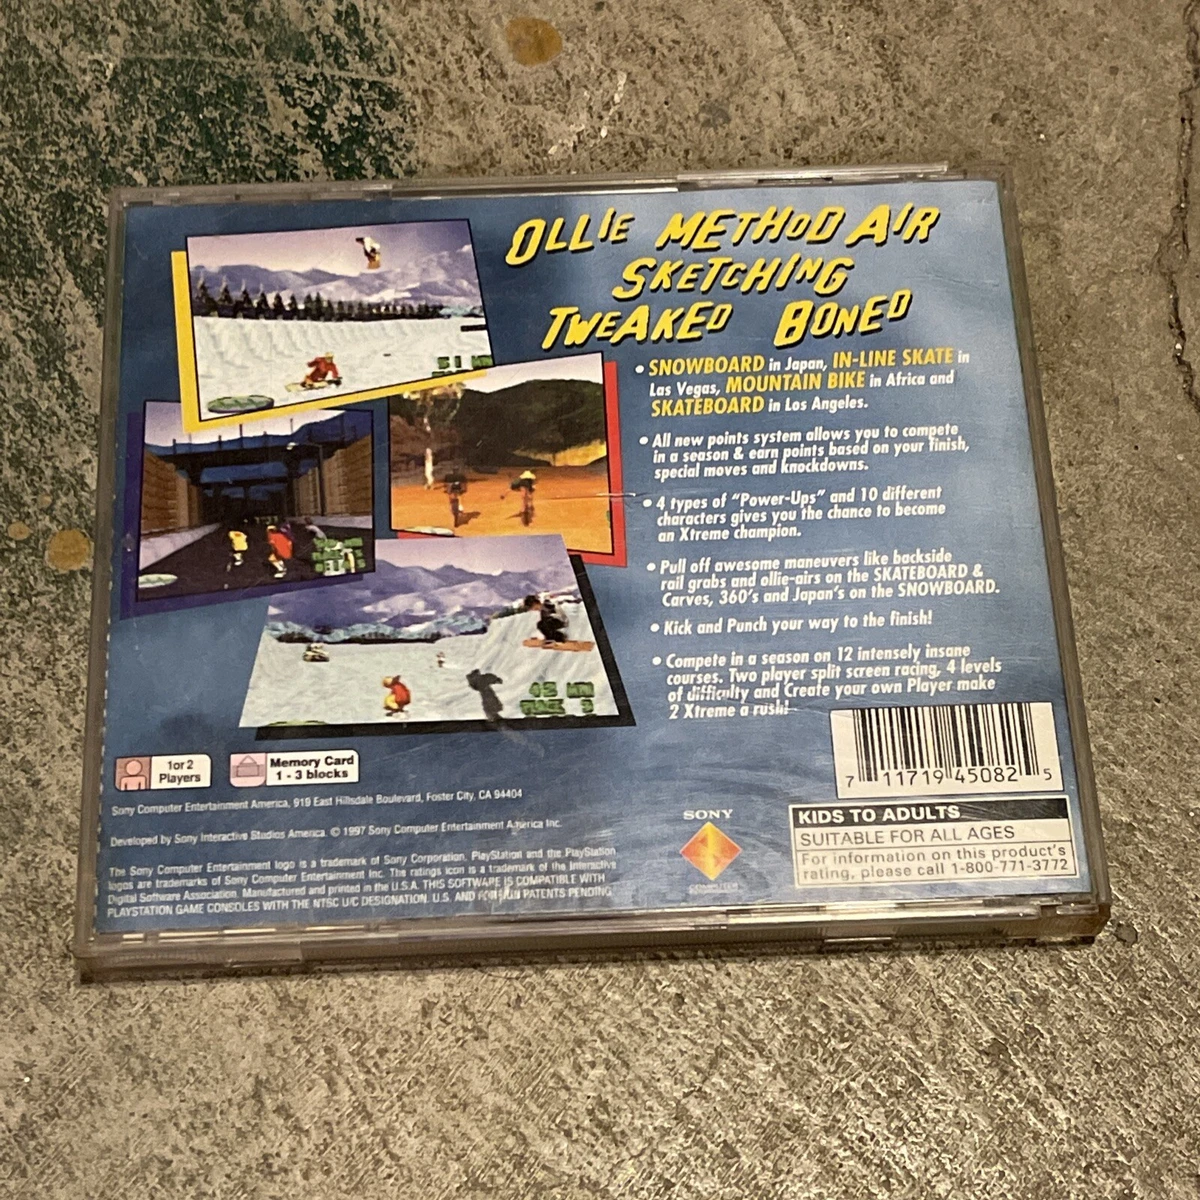 OLLIE METHOD AIR
SKETCHING
TWEAKED BONED
• SNOWBOARD in Japan, IN-LINE SKATE in
Las Vegas, MOUNTAIN BIKE in Africa and
SKATEBOARD in Los Angeles.
• All new points system allows you to compete
in a season & earn points based on your finish,
special moves and knockdowns.
• 4 types of “Power-Ups” and 10 different
characters gives you the chance to become
an Xtreme champion.
• Pull off awesome maneuvers like backside
rail grabs and ollie-airs on the SKATEBOARD &
Carves, 360's and Japan's on the SNOWBOARD.
• Kick and Punch your way to the finish!
• Compete in a season on 12 intensely insane
courses. Two player split screen racing, 4 levels
of difficulty and Create your own Player make
2 Xtreme a rush!
7 11719 45082 5
1 or 2
Players
Memory Card
1 - 3 blocks
Sony Computer Entertainment America, 919 East Hillsdale Boulevard, Foster City, CA 94404
Developed by Sony Interactive Studios America. © 1997 Sony Computer Entertainment America Inc.
The Sony Computer Entertainment logo is a trademark of Sony Corporation. PlayStation and the PlayStation
logos are trademarks of Sony Computer Entertainment Inc. The ratings icon is a trademark of the Interactive
Digital Software Association. Manufactured and printed in the U.S.A. THIS SOFTWARE IS COMPATIBLE WITH
PLAYSTATION GAME CONSOLES WITH THE NTSC U/C DESIGNATION. U.S. AND FOREIGN PATENTS PENDING.
SONY
COMPUTER
KIDS TO ADULTS
SUITABLE FOR ALL AGES
For information on this product's
rating, please call 1-800-771-3772